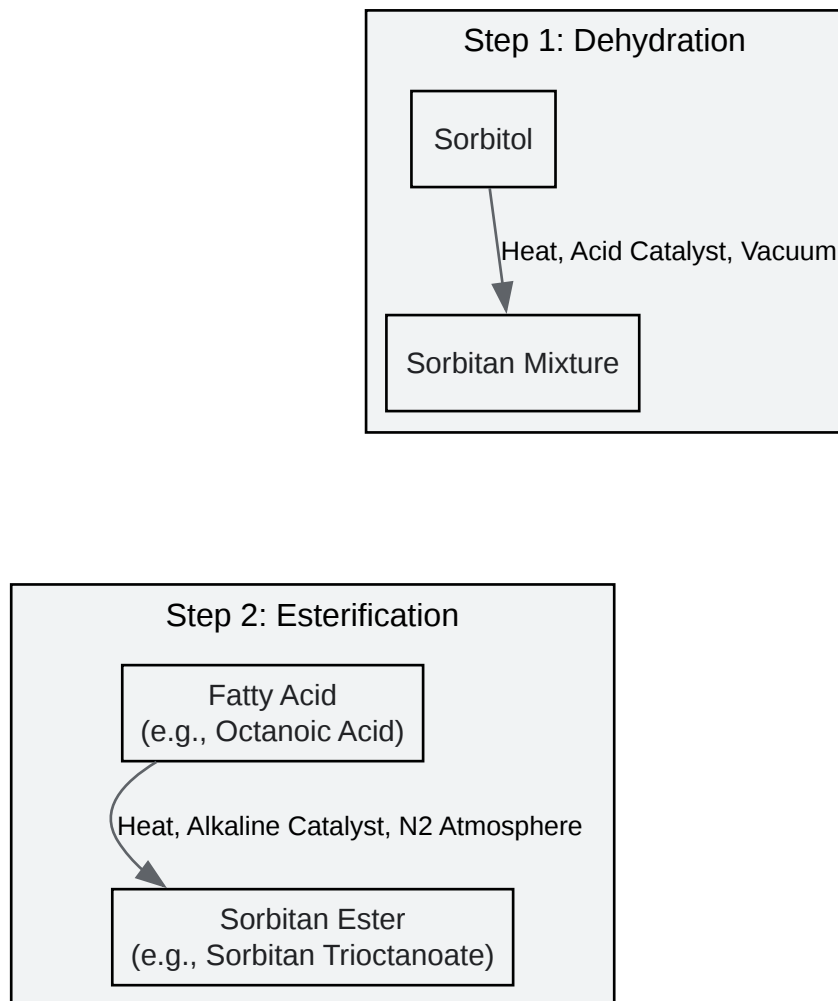 Step 1: Dehydration
Sorbitol
Heat, Acid Catalyst, Vacuum
Sorbitan Mixture
Step 2: Esterification
Fatty Acid
(e.g., Octanoic Acid)
Heat, Alkaline Catalyst, N2 Atmosphere
Sorbitan Ester
(e.g., Sorbitan Trioctanoate)